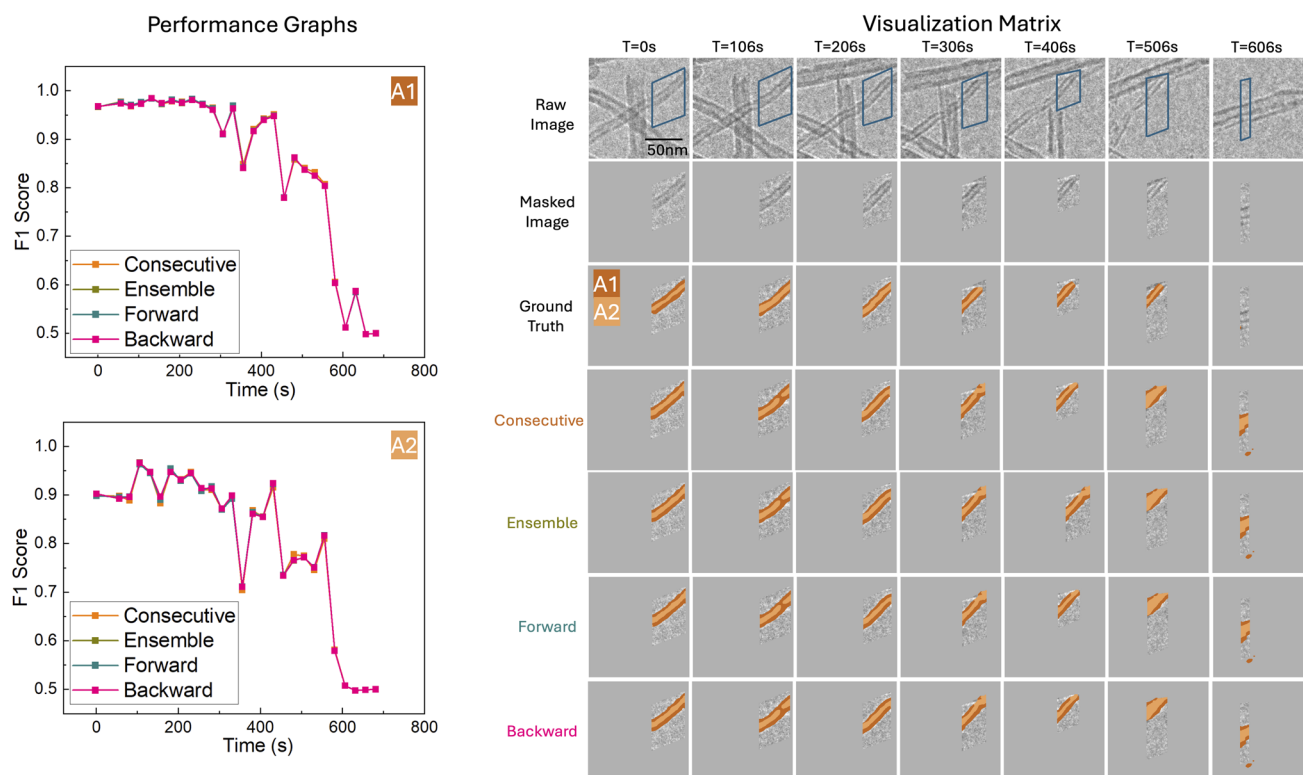 Performance Graphs
A1
F1 Score
1.0
0.9
0.8
0.7
0.6
0.5
Consecutive
Ensemble
Forward
Backward
0 200 400 600 800
Time (s)
A2
F1 Score
1.0
0.9
0.8
0.7
0.6
0.5
Consecutive
Ensemble
Forward
Backward
0 200 400 600 800
Time (s)
Visualization Matrix
T=0s T=106s T=206s T=306s T=406s T=506s T=606s
Raw
Image
50nm
Masked
Image
Ground
Truth
A1
A2
Consecutive
Ensemble
Forward
Backward